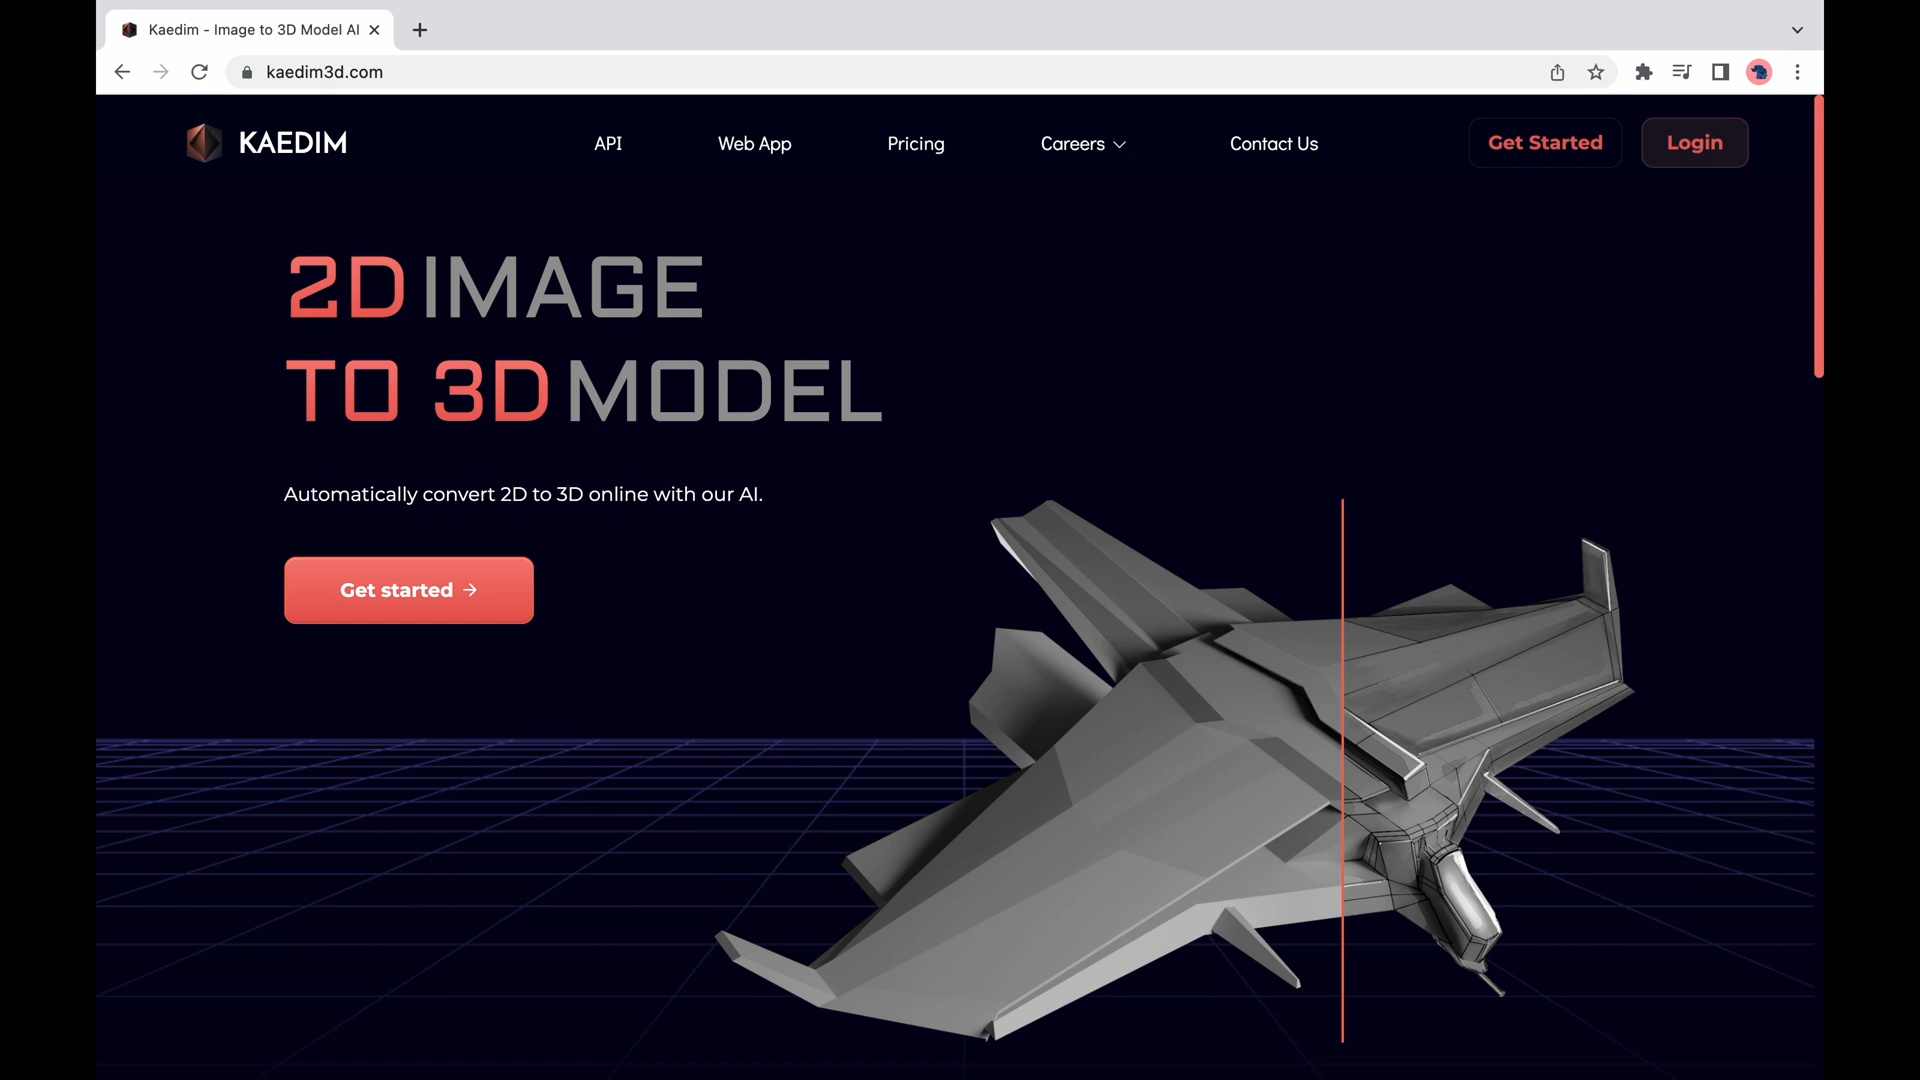 Kaedim - Image to 3D Model AI
kaedim3d.com
KAEDIM
API
Web App
Pricing
Careers
Contact Us
Get Started
Login
2D IMAGE
TO 3D MODEL
Automatically convert 2D to 3D online with our AI.
Get started →